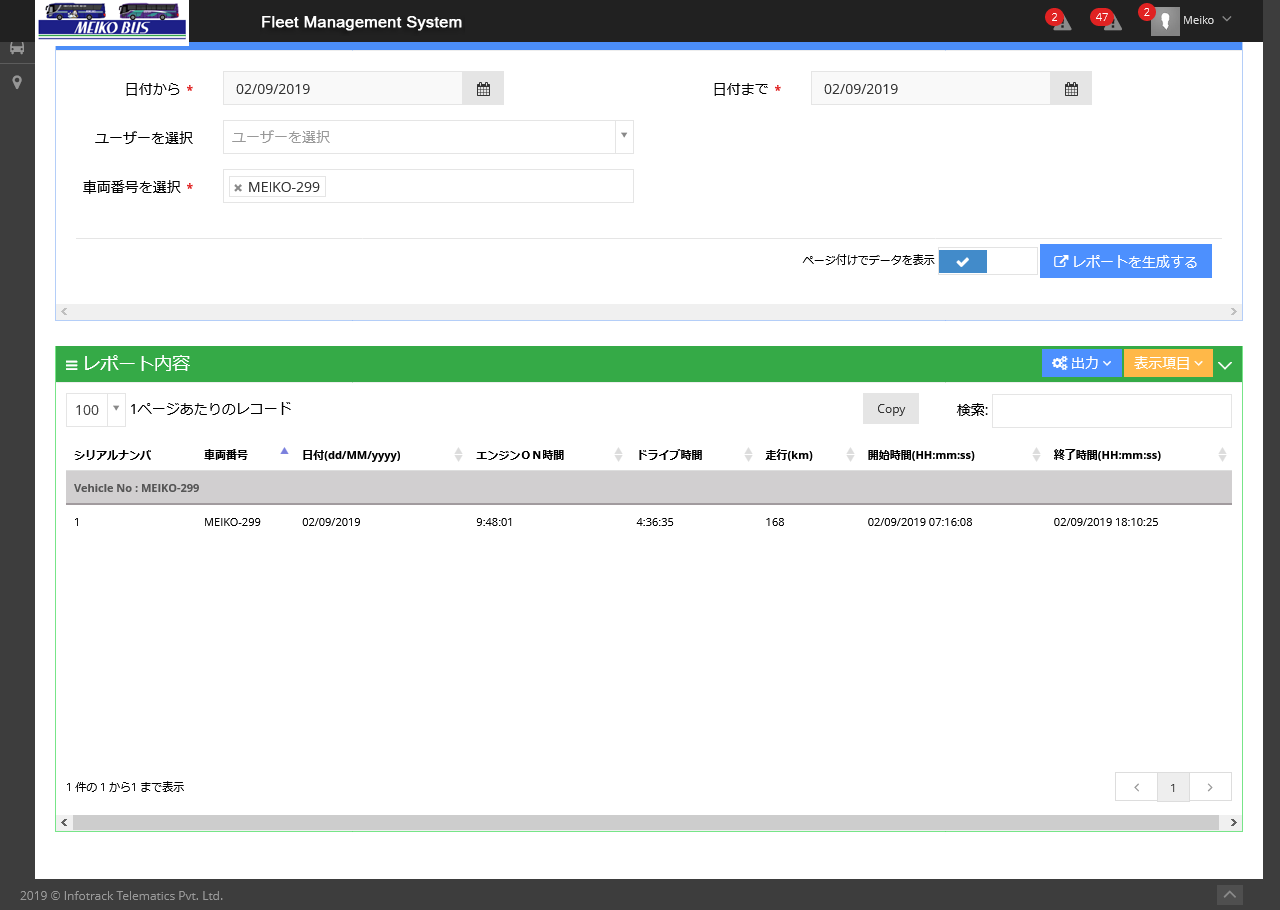 MEIKO BUS
Fleet Management System
2
47
2
Meiko
日付から *
02/09/2019
日付まで *
02/09/2019
ユーザーを選択
ユーザーを選択
車両番号を選択 *
× MEIKO-299
ページ付けでデータを表示
レポートを生成する
レポート内容
出力
表示項目
100
1ページあたりのレコード
Copy
検索:
シリアルナンバ 車両番号 日付(dd/MM/yyyy) エンジンＯＮ時間 ドライブ時間 走行(km) 開始時間(HH:mm:ss) 終了時間(HH:mm:ss)
Vehicle No : MEIKO-299
1 MEIKO-299 02/09/2019 9:48:01 4:36:35 168 02/09/2019 07:16:08 02/09/2019 18:10:25
1 件の 1 から1 まで表示
1
2019 © Infotrack Telematics Pvt. Ltd.